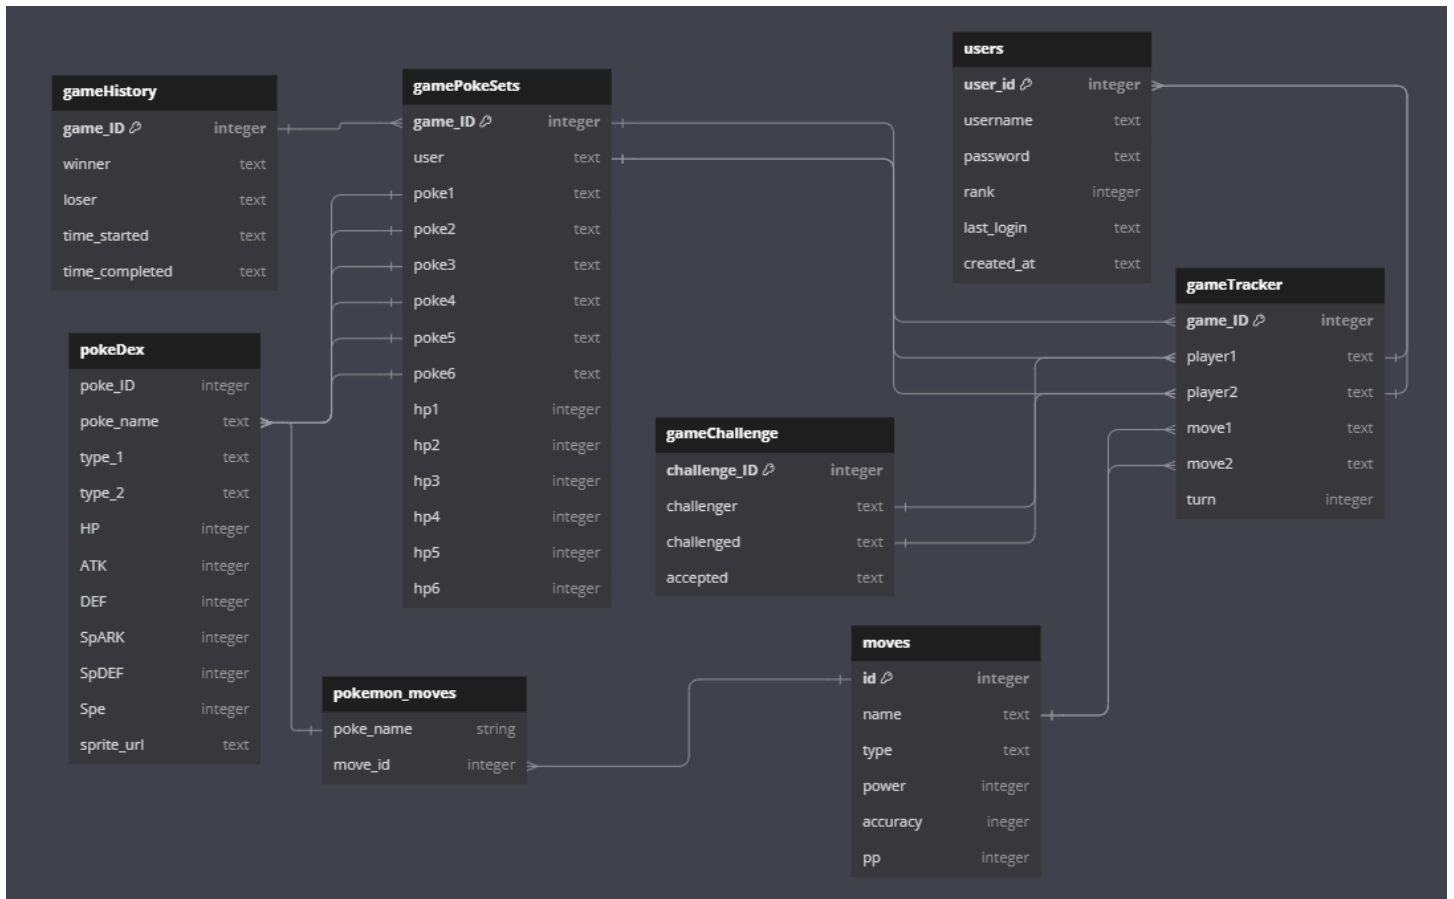 gameHistory
game_ID integer
winner text
loser text
time_started text
time_completed text
gamePokeSets
game_ID integer
user text
poke1 text
poke2 text
poke3 text
poke4 text
poke5 text
poke6 text
hp1 integer
hp2 integer
hp3 integer
hp4 integer
hp5 integer
hp6 integer
users
user_id integer
username text
password text
rank integer
last_login text
created_at text
gameTracker
game_ID integer
player1 text
player2 text
move1 text
move2 text
turn integer
pokeDex
poke_ID integer
poke_name text
type_1 text
type_2 text
HP integer
ATK integer
DEF integer
SpARK integer
SpDEF integer
Spe integer
sprite_url text
gameChallenge
challenge_ID integer
challenger text
challenged text
accepted text
pokemon_moves
poke_name string
move_id integer
moves
id integer
name text
type text
power integer
accuracy ineger
pp integer